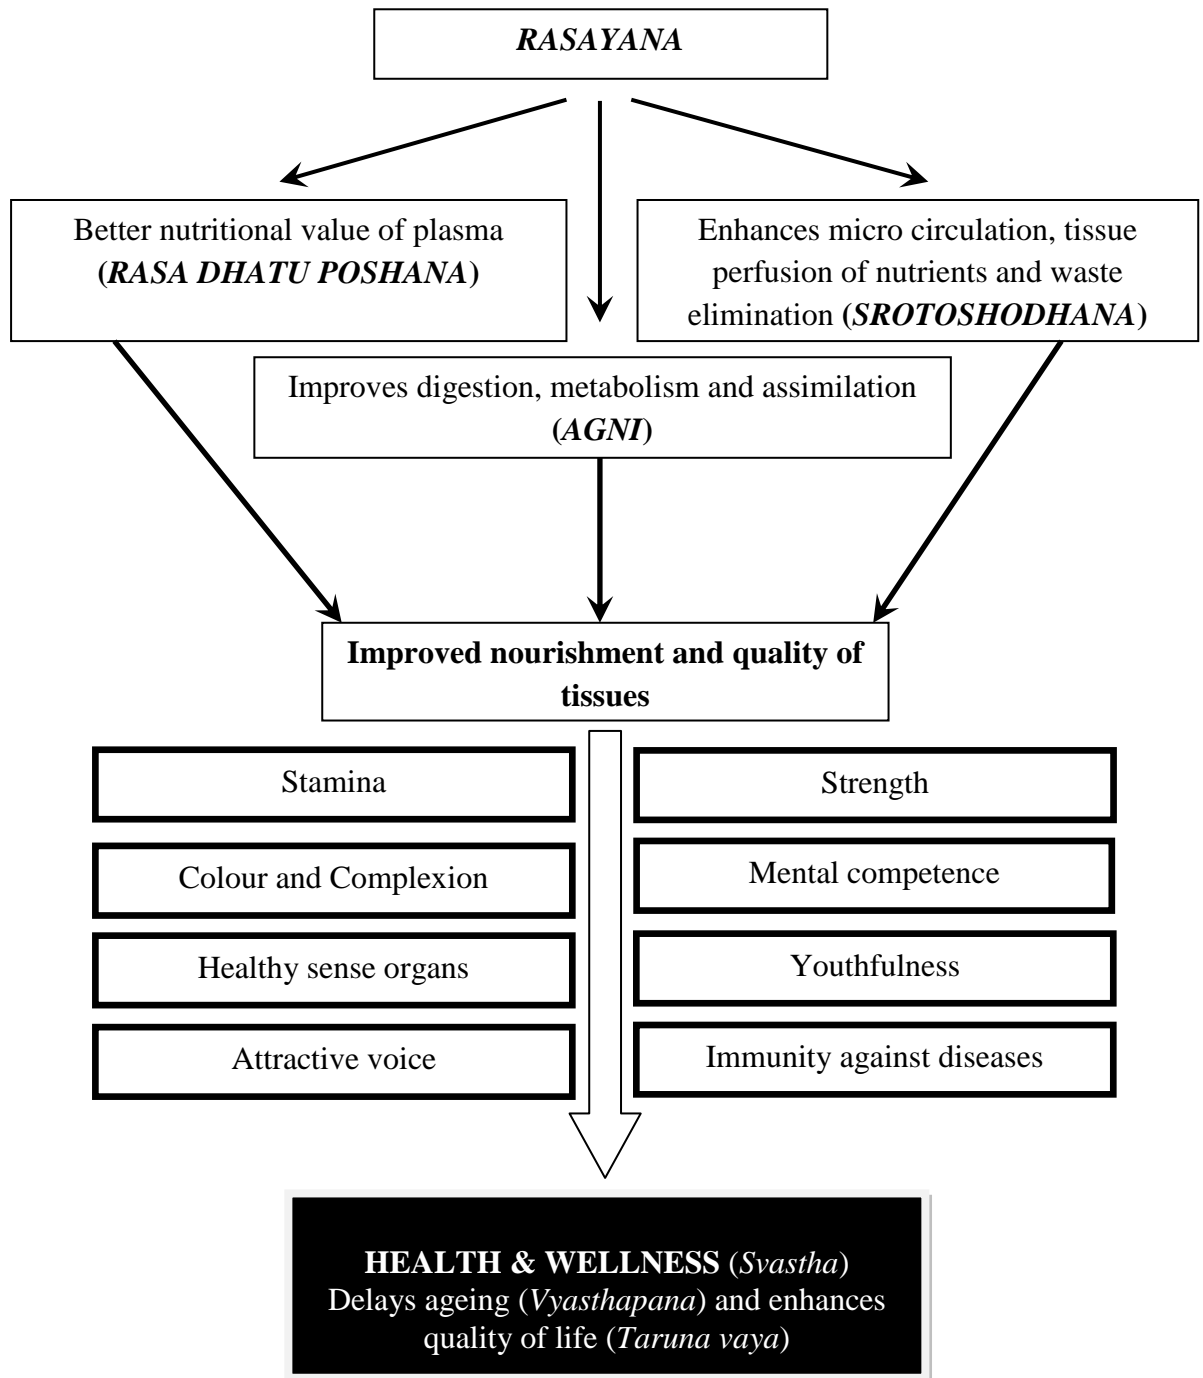 RASAYANA
Better nutritional value of plasma
(RASA DHATU POSHANA)
Enhances micro circulation, tissue
perfusion of nutrients and waste
elimination (SROTOSHODHANA)
Improves digestion, metabolism and assimilation
(AGNI)
Improved nourishment and quality of
tissues
Stamina
Strength
Colour and Complexion
Mental competence
Healthy sense organs
Youthfulness
Attractive voice
Immunity against diseases
HEALTH & WELLNESS (Svastha)
Delays ageing (Vyasthapana) and enhances
quality of life (Taruna vaya)